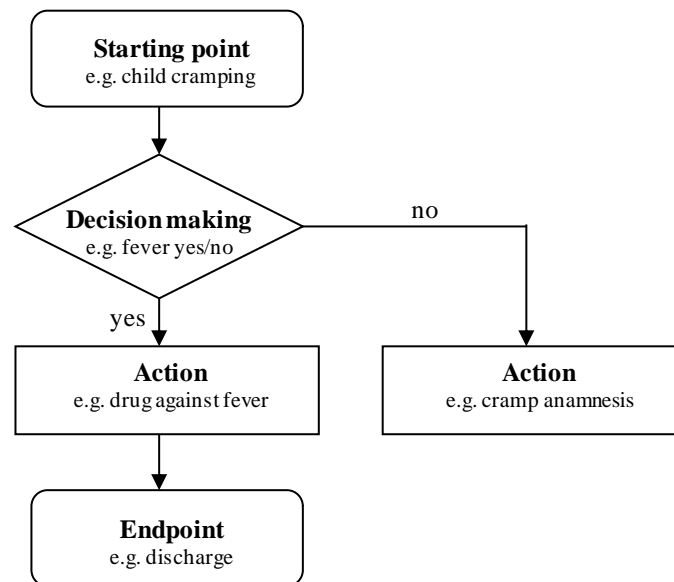 Starting point
e.g. child cramping
Decision making
e.g. fever yes/no
no
yes
Action
e.g. drug against fever
Action
e.g. cramp anamnesis
Endpoint
e.g. discharge